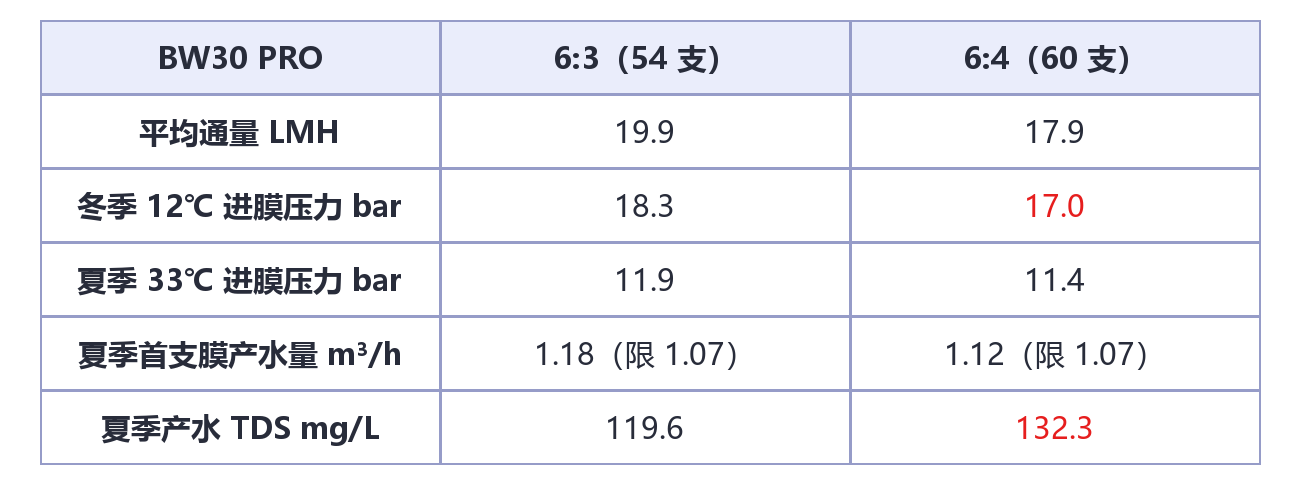 BW30 PRO 6:3（54 支） 6:4（60 支）
平均通量 LMH 19.9 17.9
冬季 12℃ 进膜压力 bar 18.3 17.0
夏季 33℃ 进膜压力 bar 11.9 11.4
夏季首支膜产水量 m³/h 1.18（限 1.07） 1.12（限 1.07）
夏季产水 TDS mg/L 119.6 132.3